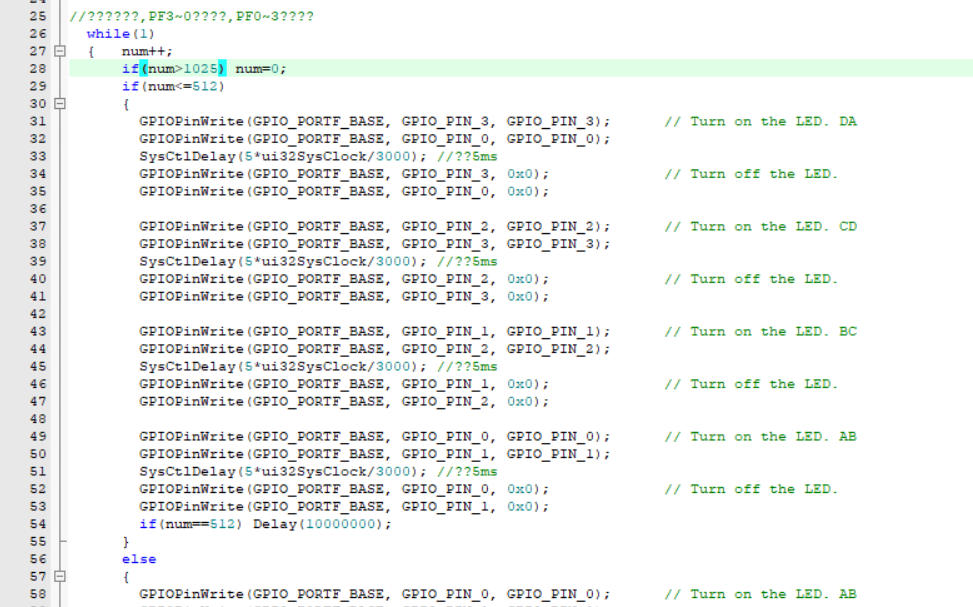 25 //??????,PF3~0????,PF0~3????
26 while(1)
27 { num++;
28 if(num>1025) num=0;
29 if(num<=512)
30 {
31 GPIOPinWrite(GPIO_PORTF_BASE, GPIO_PIN_3, GPIO_PIN_3); // Turn on the LED. DA
32 GPIOPinWrite(GPIO_PORTF_BASE, GPIO_PIN_0, GPIO_PIN_0);
33 SysCtlDelay(5*ui32SysClock/3000); //??5ms
34 GPIOPinWrite(GPIO_PORTF_BASE, GPIO_PIN_3, 0x0); // Turn off the LED.
35 GPIOPinWrite(GPIO_PORTF_BASE, GPIO_PIN_0, 0x0);
36
37 GPIOPinWrite(GPIO_PORTF_BASE, GPIO_PIN_2, GPIO_PIN_2); // Turn on the LED. CD
38 GPIOPinWrite(GPIO_PORTF_BASE, GPIO_PIN_3, GPIO_PIN_3);
39 SysCtlDelay(5*ui32SysClock/3000); //??5ms
40 GPIOPinWrite(GPIO_PORTF_BASE, GPIO_PIN_2, 0x0); // Turn off the LED.
41 GPIOPinWrite(GPIO_PORTF_BASE, GPIO_PIN_3, 0x0);
42
43 GPIOPinWrite(GPIO_PORTF_BASE, GPIO_PIN_1, GPIO_PIN_1); // Turn on the LED. BC
44 GPIOPinWrite(GPIO_PORTF_BASE, GPIO_PIN_2, GPIO_PIN_2);
45 SysCtlDelay(5*ui32SysClock/3000); //??5ms
46 GPIOPinWrite(GPIO_PORTF_BASE, GPIO_PIN_1, 0x0); // Turn off the LED.
47 GPIOPinWrite(GPIO_PORTF_BASE, GPIO_PIN_2, 0x0);
48
49 GPIOPinWrite(GPIO_PORTF_BASE, GPIO_PIN_0, GPIO_PIN_0); // Turn on the LED. AB
50 GPIOPinWrite(GPIO_PORTF_BASE, GPIO_PIN_1, GPIO_PIN_1);
51 SysCtlDelay(5*ui32SysClock/3000); //??5ms
52 GPIOPinWrite(GPIO_PORTF_BASE, GPIO_PIN_0, 0x0); // Turn off the LED.
53 GPIOPinWrite(GPIO_PORTF_BASE, GPIO_PIN_1, 0x0);
54 if(num==512) Delay(10000000);
55 }
56 else
57 {
58 GPIOPinWrite(GPIO_PORTF_BASE, GPIO_PIN_0, GPIO_PIN_0); // Turn on the LED. AB